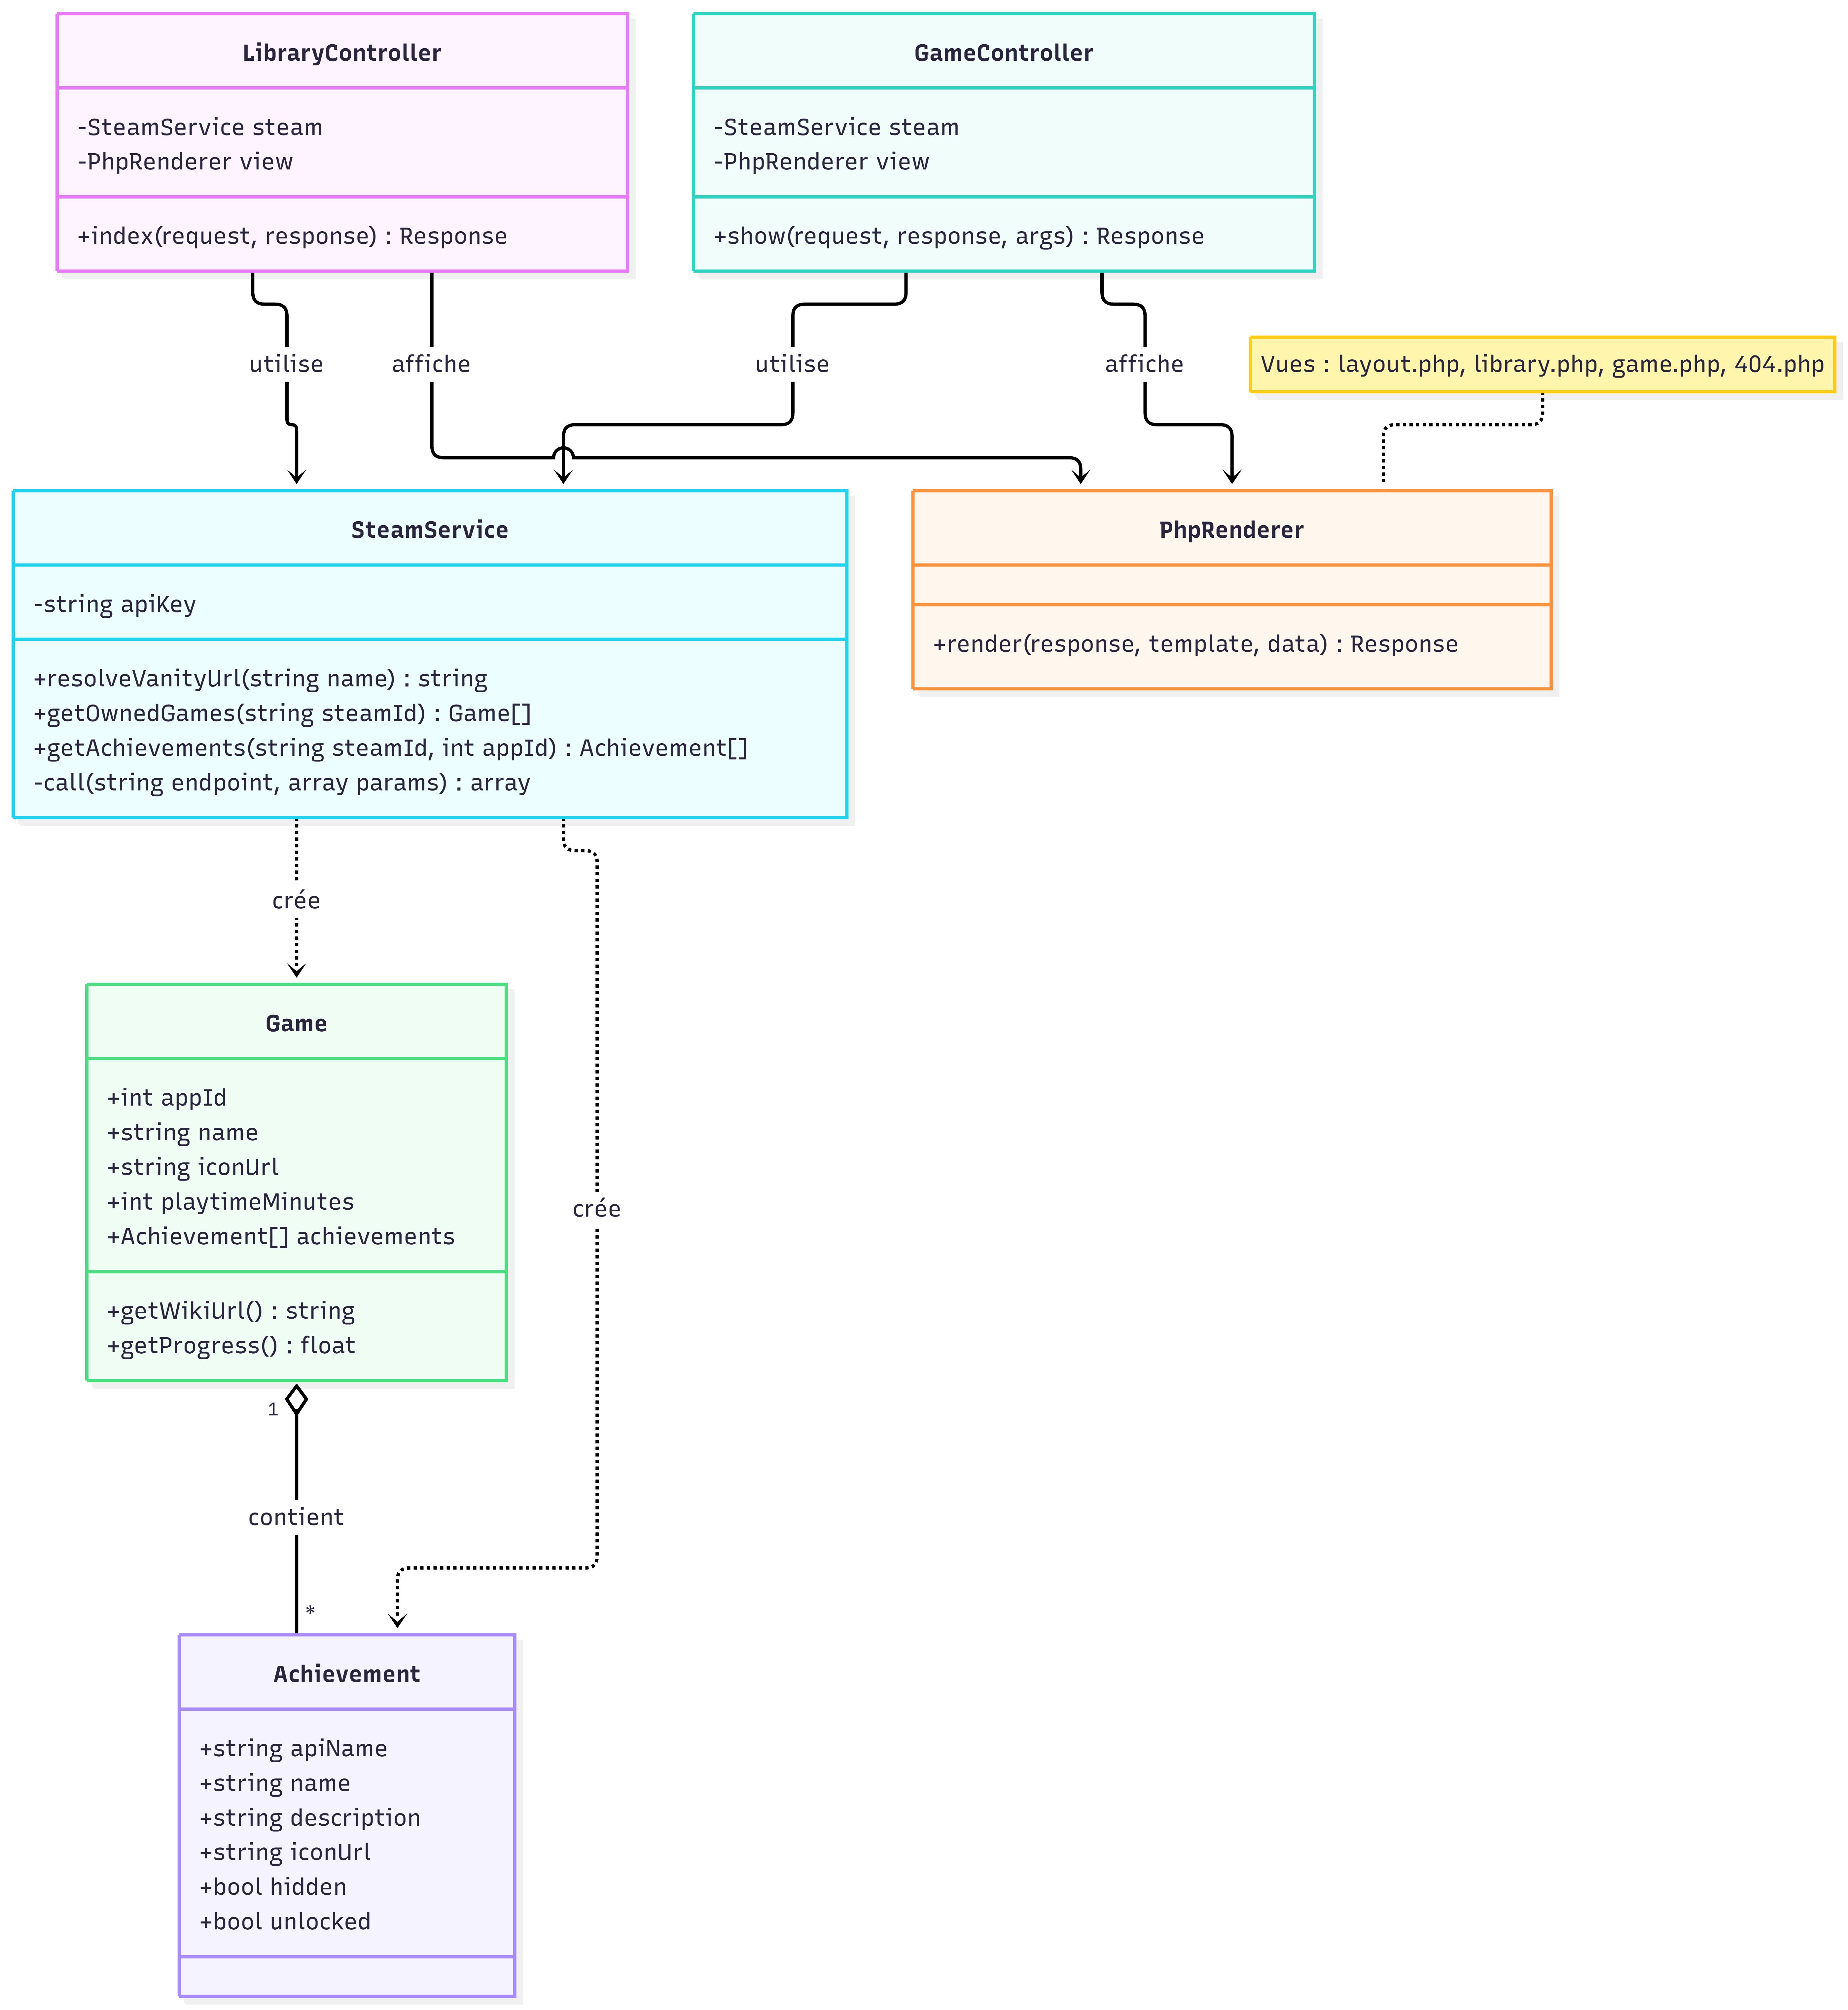 LibraryController
-SteamService steam
-PhpRenderer view
+index(request, response) : Response
GameController
-SteamService steam
-PhpRenderer view
+show(request, response, args) : Response
utilise
affiche
utilise
affiche
Vues : layout.php, library.php, game.php, 404.php
SteamService
-string apiKey
+resolveVanityUrl(string name) : string
+getOwnedGames(string steamId) : Game[]
+getAchievements(string steamId, int appId) : Achievement[]
-call(string endpoint, array params) : array
PhpRenderer
+render(response, template, data) : Response
crée
Game
+int appId
+string name
+string iconUrl
+int playtimeMinutes
+Achievement[] achievements
+getWikiUrl() : string
+getProgress() : float
crée
1
contient
*
Achievement
+string apiName
+string name
+string description
+string iconUrl
+bool hidden
+bool unlocked